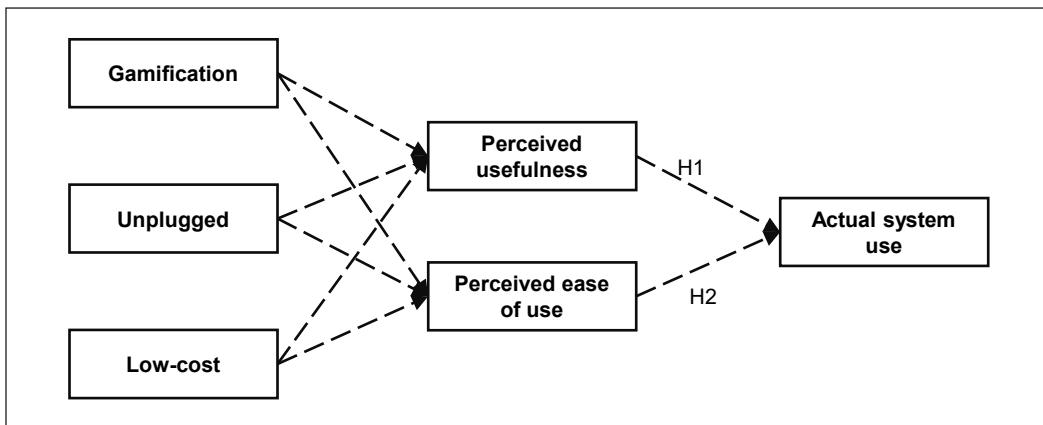 Gamification
Unplugged
Low-cost
Perceived
usefulness
Perceived ease
of use
H1
H2
Actual system
use